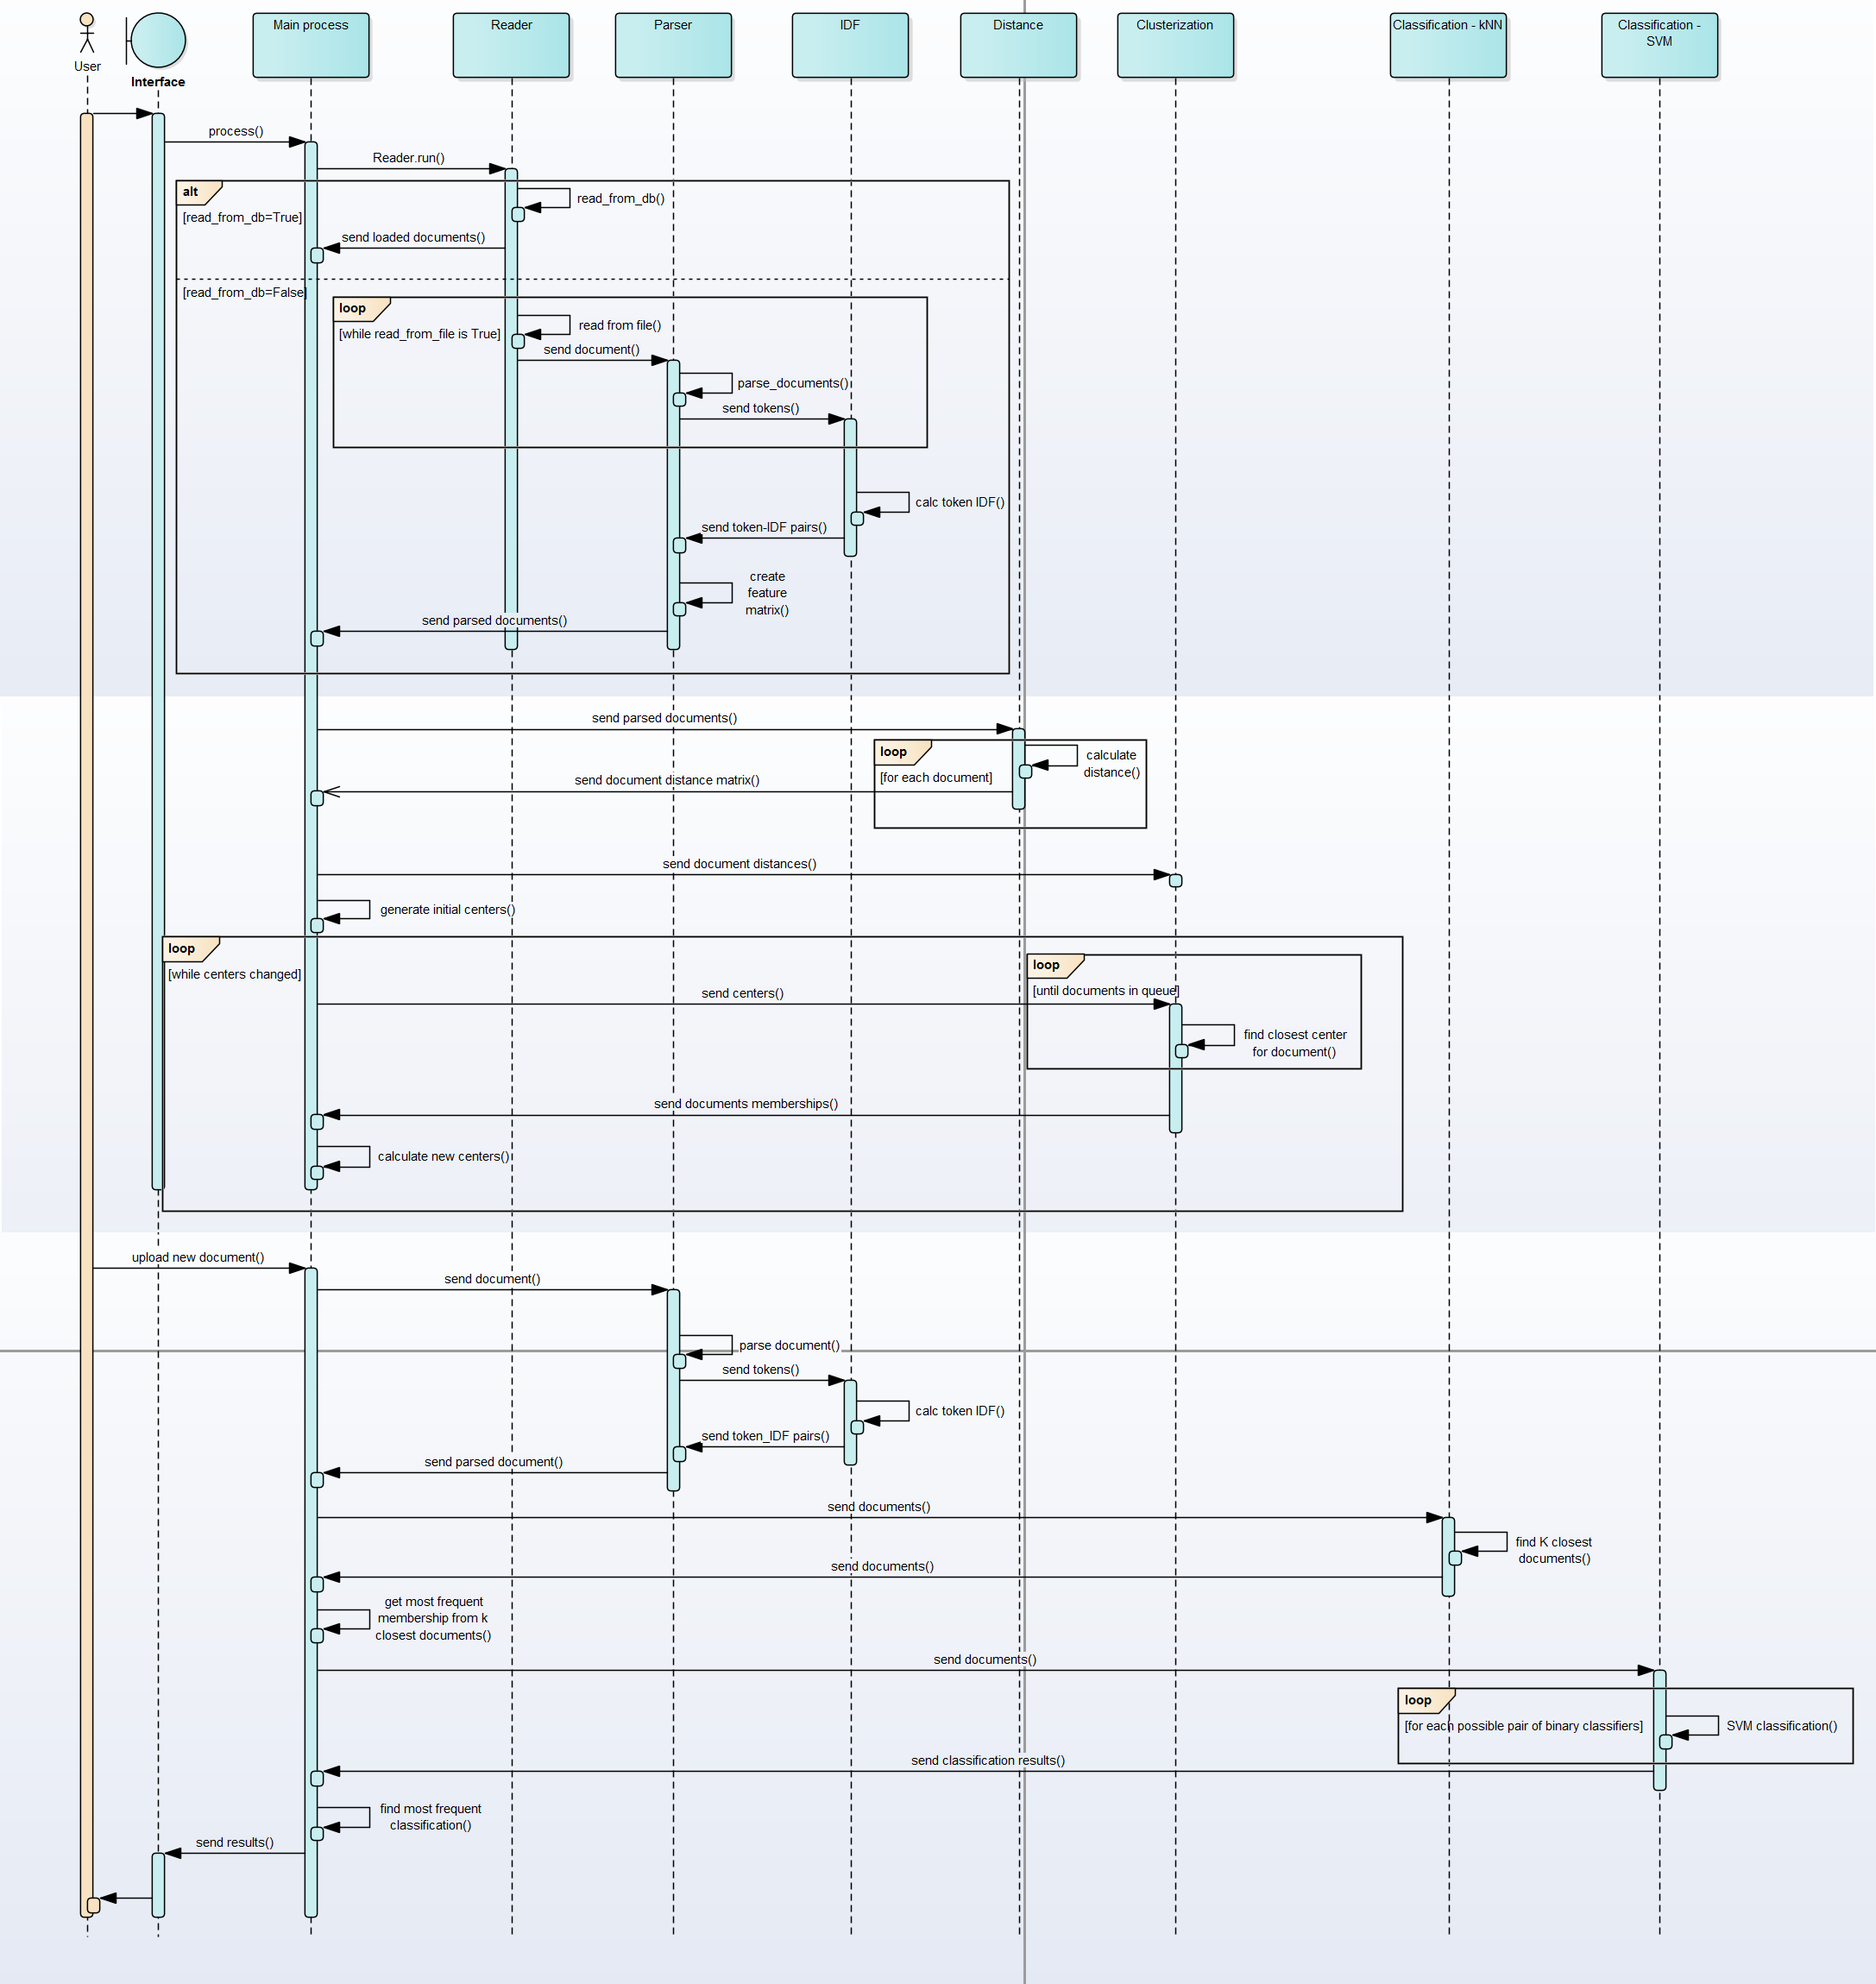 User
Interface
Main process
Reader
Parser
IDF
Distance
Clusterization
Classification - kNN
Classification -
SVM
process()
Reader.run()
alt
[read_from_db=True]
read_from_db()
send loaded documents()
[read_from_db=False]
loop
[while read_from_file is True]
read from file()
send document()
parse_documents()
send tokens()
calc token IDF()
send token-IDF pairs()
create
feature
matrix()
send parsed documents()
send parsed documents()
loop
[for each document]
calculate
distance()
send document distance matrix()
send document distances()
generate initial centers()
loop
[while centers changed]
loop
[until documents in queue]
send centers()
find closest center
for document()
send documents memberships()
calculate new centers()
upload new document()
send document()
parse document()
send tokens()
calc token IDF()
send token_IDF pairs()
send parsed document()
send documents()
find K closest
documents()
send documents()
get most frequent
membership from k
closest documents()
send documents()
loop
[for each possible pair of binary classifiers]
SVM classification()
send classification results()
find most frequent
classification()
send results()